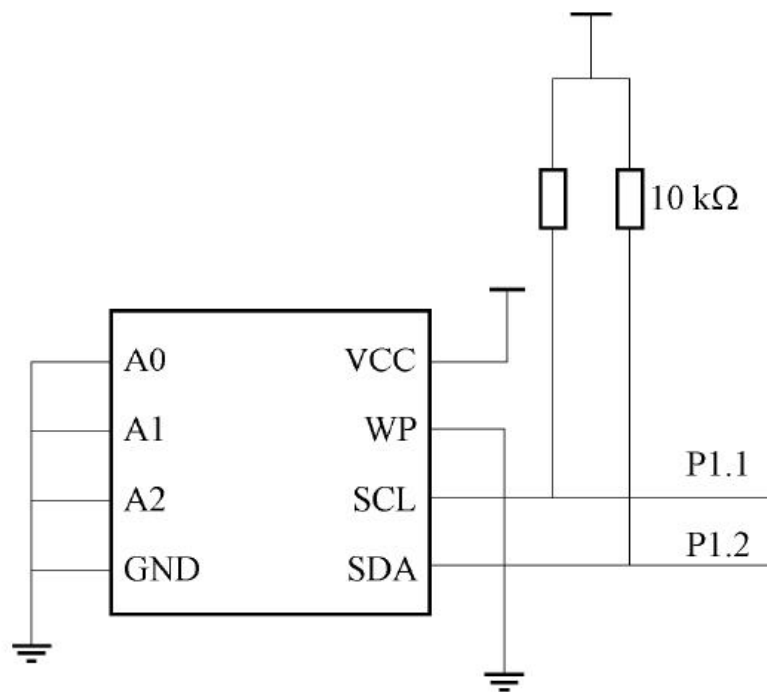 10 kΩ
A0
VCC
A1
WP
P1.1
A2
SCL
P1.2
GND
SDA